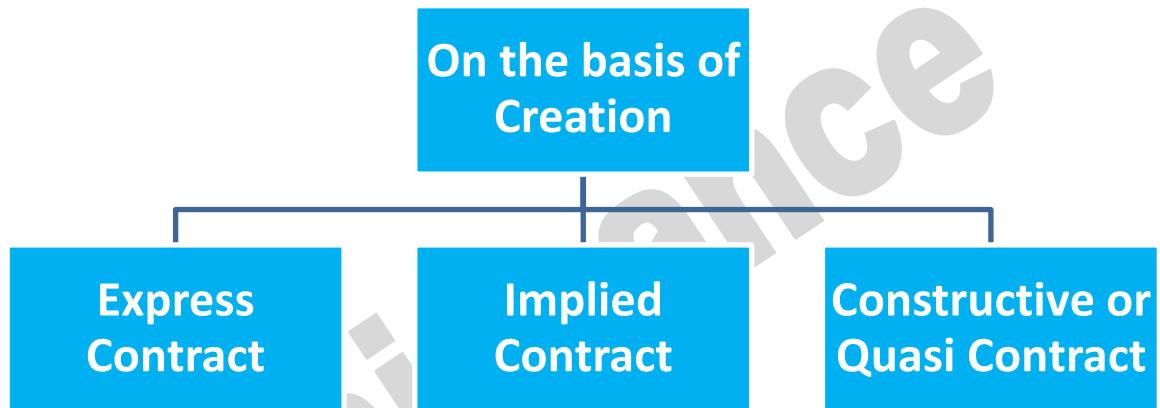 On the basis of
Creation
Express
Contract
Implied
Contract
Constructive or
Quasi Contract